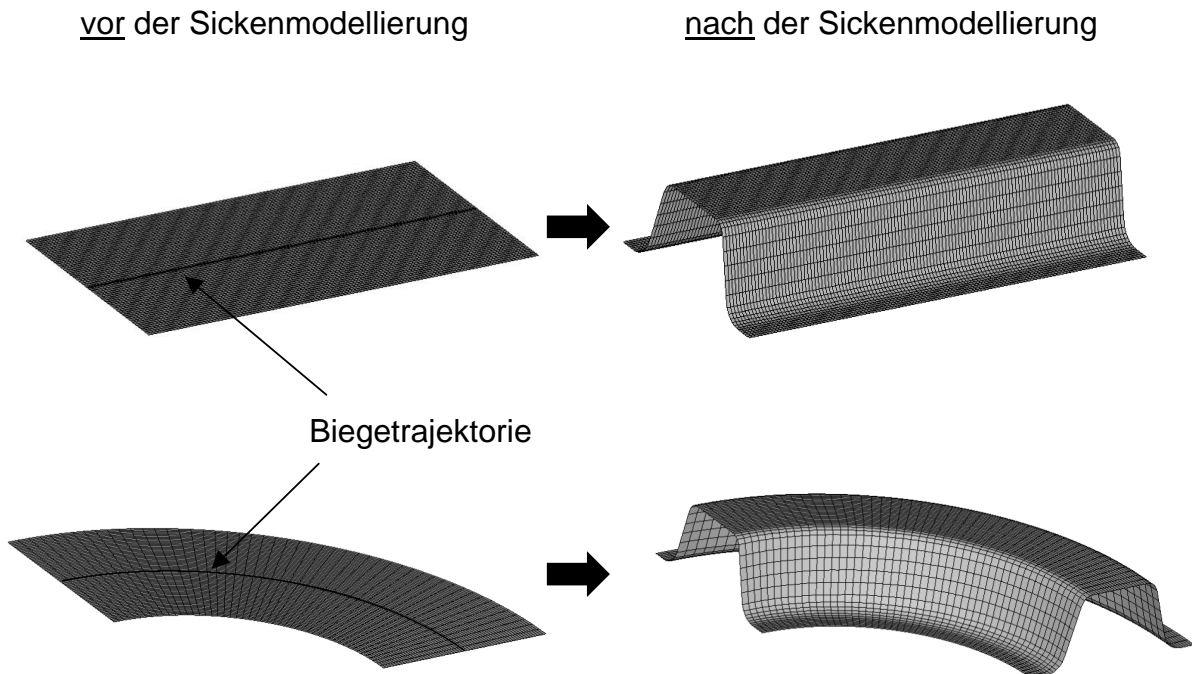 vor der Sickenmodellierung
nach der Sickenmodellierung
Biegetrajektorie